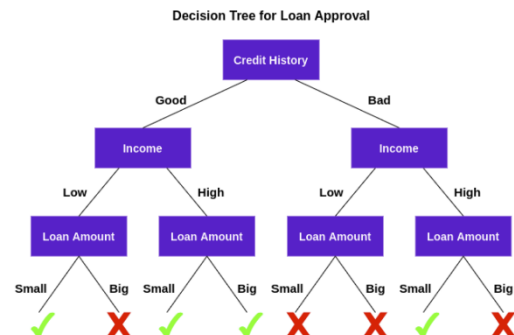 Decision Tree for Loan Approval
Credit History
Good
Bad
Income
Income
Low
High
Low
High
Loan Amount
Loan Amount
Loan Amount
Loan Amount
Small
Big
Small
Big
Small
Big
Small
Big